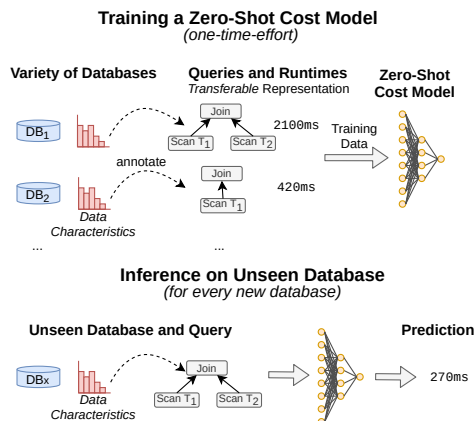 Training a Zero-Shot Cost Model
(one-time-effort)
Variety of Databases
Queries and Runtimes
Transferable Representation
Zero-Shot
Cost Model
DB1
Join
Scan T1
Scan T2
2100ms
Training
Data
annotate
DB2
Data
Characteristics
Join
Scan T1
420ms
...
...
Inference on Unseen Database
(for every new database)
Unseen Database and Query
Prediction
DBx
Data
Characteristics
Join
Scan T1
Scan T2
270ms